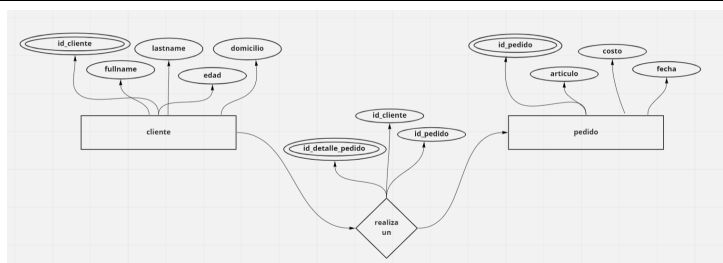 id_cliente
lastname
domicilio
fullname
edad
cliente
id_cliente
id_detalle_pedido
id_pedido
realiza
un
id_pedido
costo
articulo
fecha
pedido